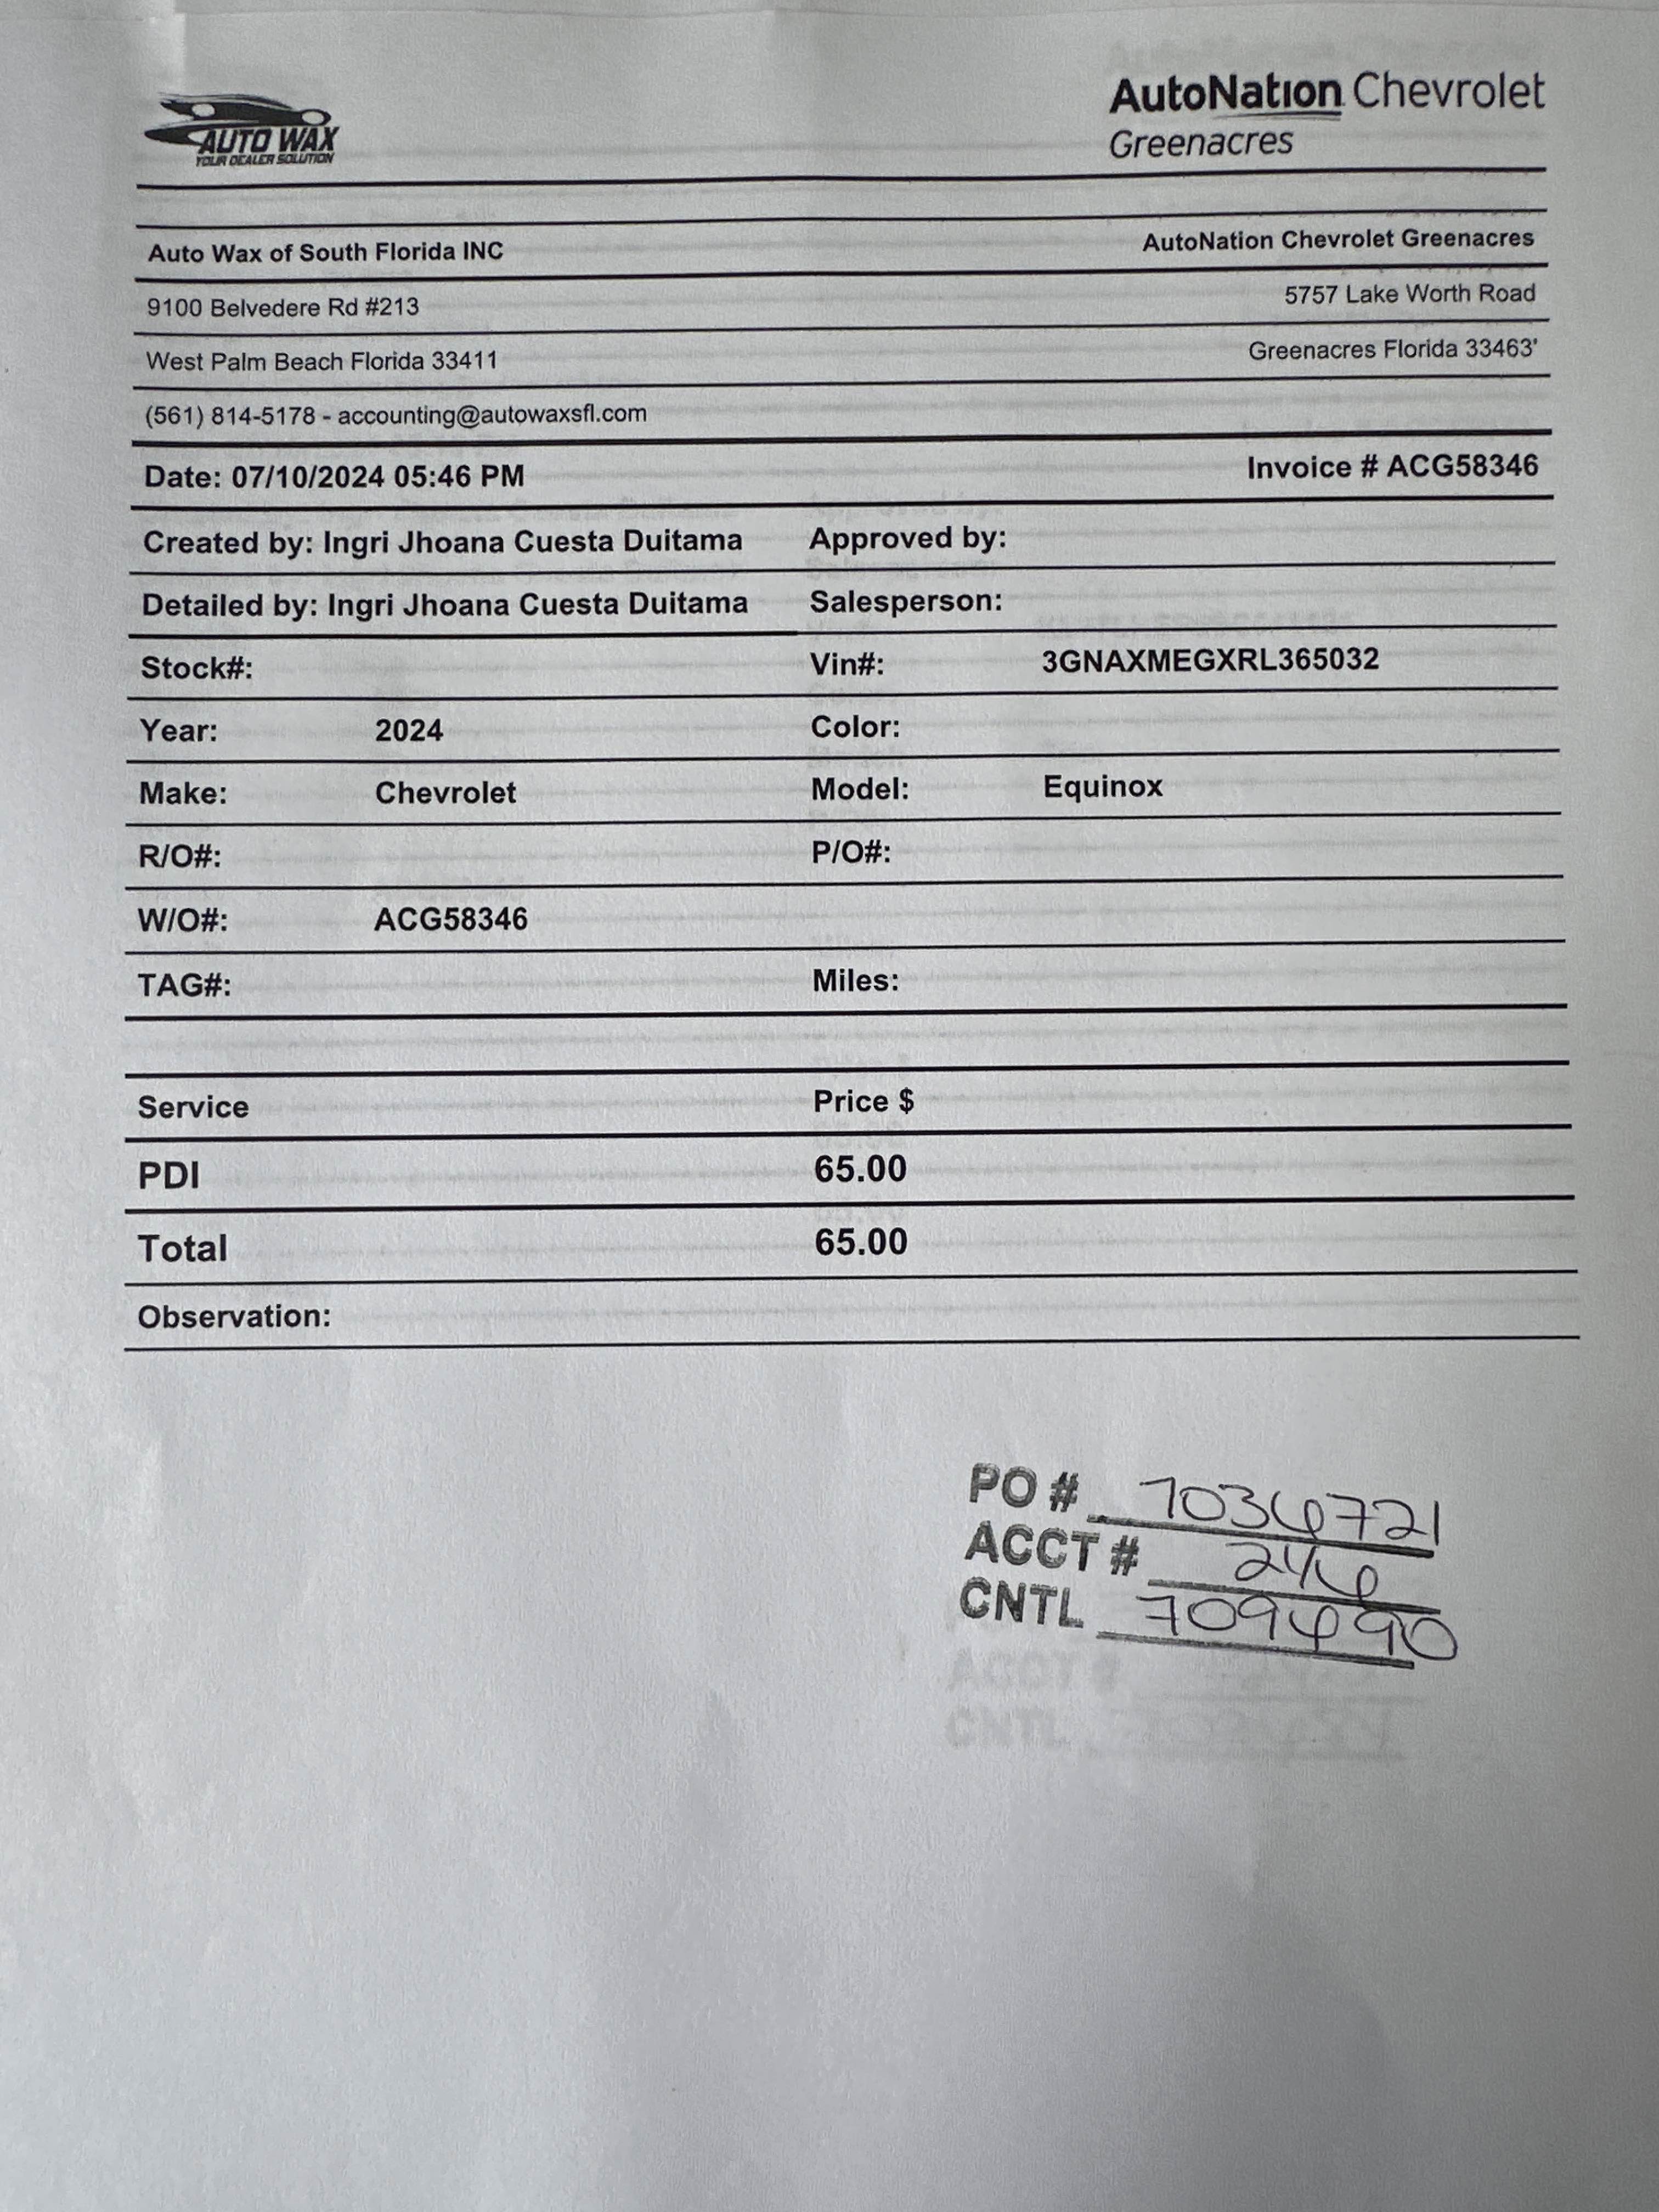 AUTO WAX
YOUR DEALER SOLUTION
AutoNation Chevrolet
Greenacres
Auto Wax of South Florida INC AutoNation Chevrolet Greenacres
9100 Belvedere Rd #213 5757 Lake Worth Road
West Palm Beach Florida 33411 Greenacres Florida 33463'
(561) 814-5178 - accounting@autowaxsfl.com
Date: 07/10/2024 05:46 PM Invoice # ACG58346
Created by: Ingri Jhoana Cuesta Duitama Approved by:
Detailed by: Ingri Jhoana Cuesta Duitama Salesperson:
Stock#: Vin#: 3GNAXMEGXRL365032
Year: 2024 Color:
Make: Chevrolet Model: Equinox
R/O#: P/O#:
W/O#: ACG58346
TAG#: Miles:
Service Price $
PDI 65.00
Total 65.00
Observation:
PO # 7036721
ACCT # 246
CNTL 7096490